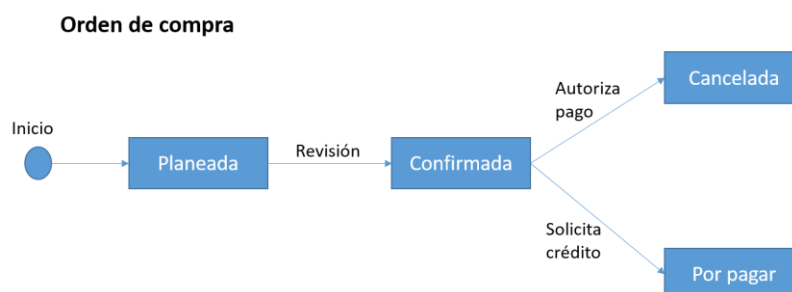 Orden de compra
Inicio
Planeada
Revisión
Confirmada
Autoriza
pago
Cancelada
Solicita
crédito
Por pagar